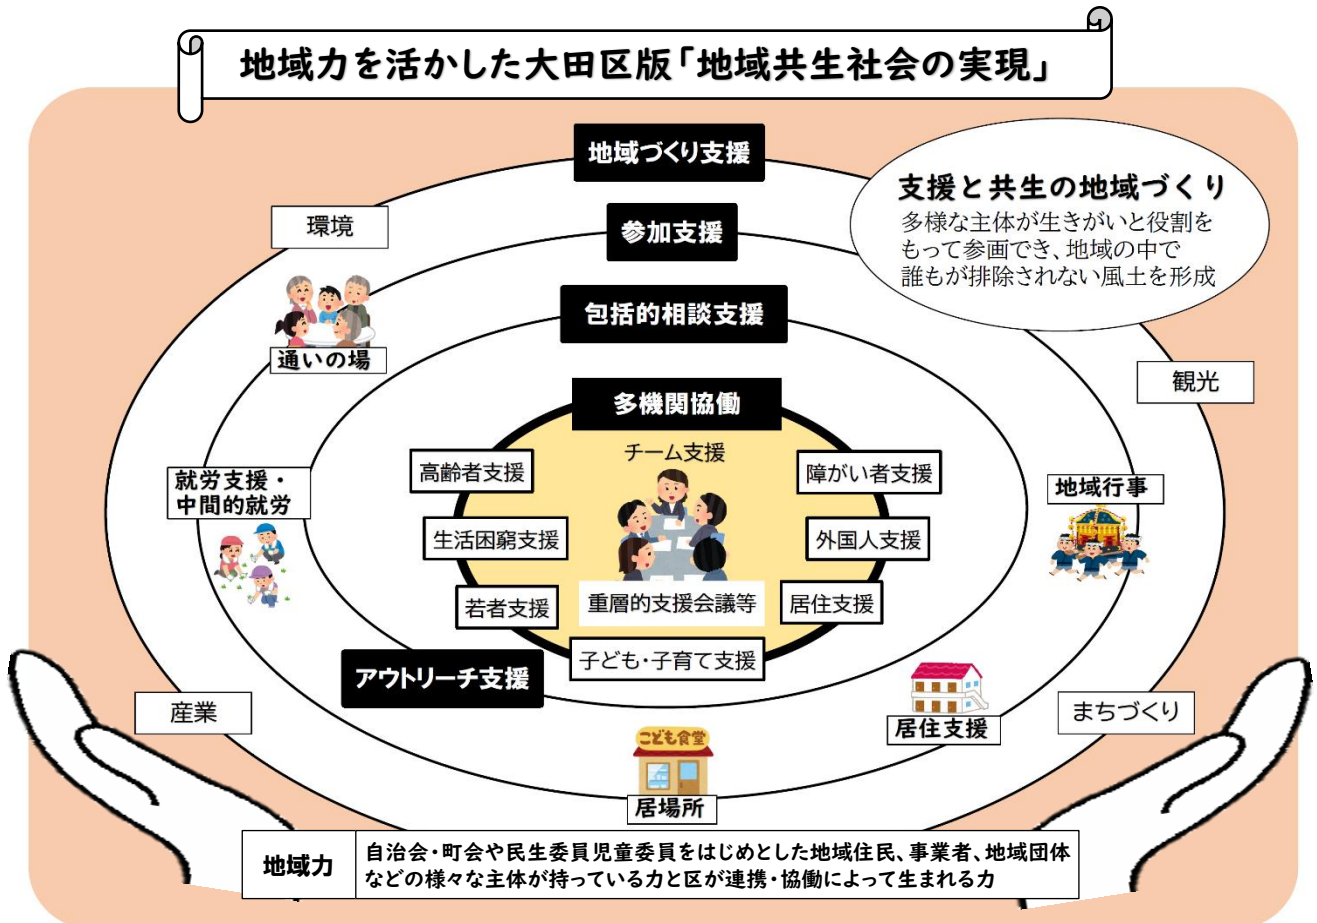 地域力を活かした大田区版「地域共生社会の実現」
地域づくり支援
支援と共生の地域づくり
多様な主体が生きがいと役割を
もって参画でき、地域の中で
誰もが排除されない風土を形成
環境
参加支援
包括的相談支援
通いの場
観光
多機関協働
チーム支援
高齢者支援
障がい者支援
就労支援・
中間的就労
地域行事
生活困窮支援
外国人支援
若者支援
重層的支援会議等
居住支援
子ども・子育て支援
アウトリーチ支援
産業
まちづくり
居住支援
こども食堂
居場所
地域力
自治会・町会や民生委員児童委員をはじめとした地域住民、事業者、地域団体
などの様々な主体が持っている力と区が連携・協働によって生まれる力